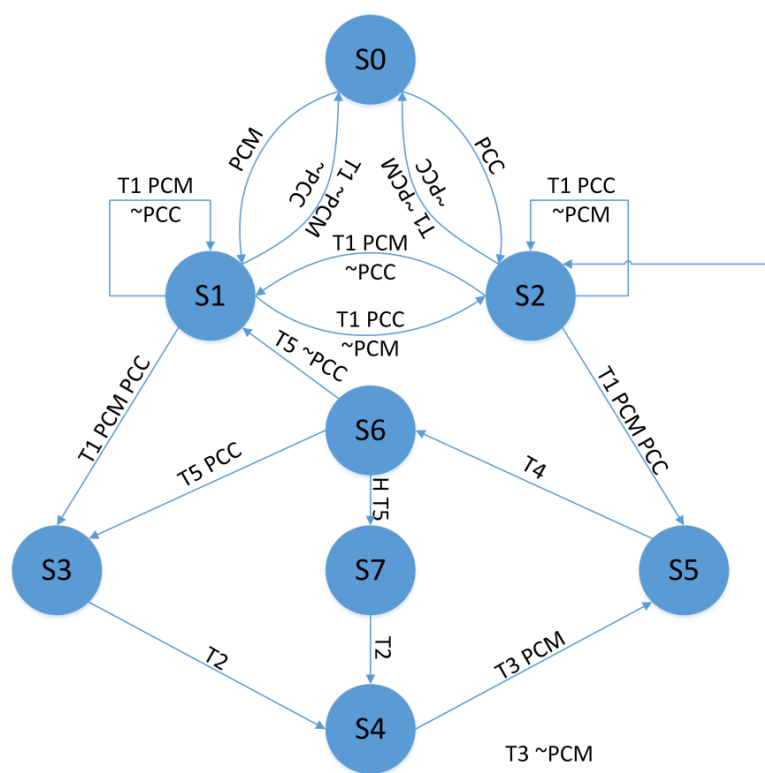 S0
PCM
T1 ~PCM
~PCC
T1 ~PCM
~PCC
PCC
T1 PCM
~PCC
T1 PCC
~PCM
T1 PCM
~PCC
S1
S2
T1 PCC
~PCM
T5 ~PCC
T1 PCM PCC
T1 PCM PCC
S6
T5 PCC
H T5
T4
S3
S7
S5
T2
T2
T3 PCM
S4
T3 ~PCM